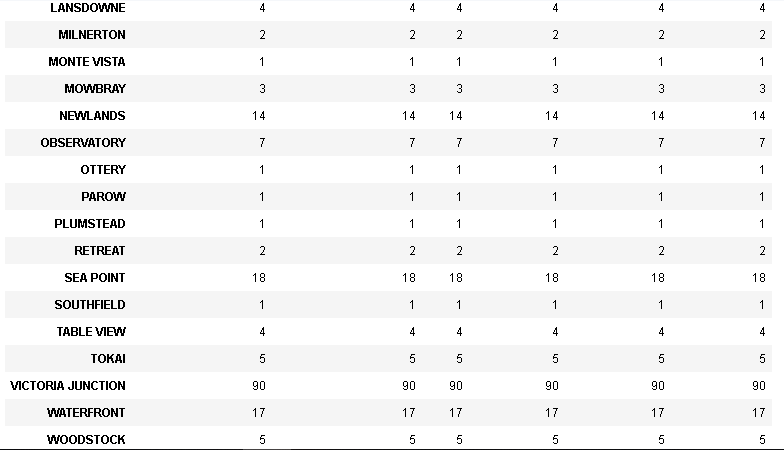 LANSDOWNE 4 4 4 4 4 4
MILNERTON 2 2 2 2 2 2
MONTE VISTA 1 1 1 1 1 1
MOWBRAY 3 3 3 3 3 3
NEWLANDS 14 14 14 14 14 14
OBSERVATORY 7 7 7 7 7 7
OTTERY 1 1 1 1 1 1
PAROW 1 1 1 1 1 1
PLUMSTEAD 1 1 1 1 1 1
RETREAT 2 2 2 2 2 2
SEA POINT 18 18 18 18 18 18
SOUTHFIELD 1 1 1 1 1 1
TABLE VIEW 4 4 4 4 4 4
TOKAI 5 5 5 5 5 5
VICTORIA JUNCTION 90 90 90 90 90 90
WATERFRONT 17 17 17 17 17 17
WOODSTOCK 5 5 5 5 5 5